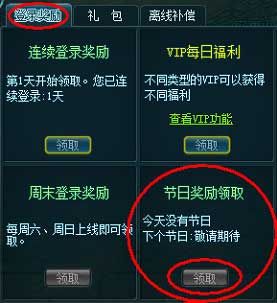 登录奖励 礼 包 离线补偿
连续登录奖励
第1天开始领取。您已连
续登录:1天
领取
VIP每日福利
不同类型的VIP可以获得
不同福利
查看VIP功能
领取
周末登录奖励
每周六、周日上线即可领
取。
领取
节日奖励领取
今天没有节日
下个节日:敬请期待
领取